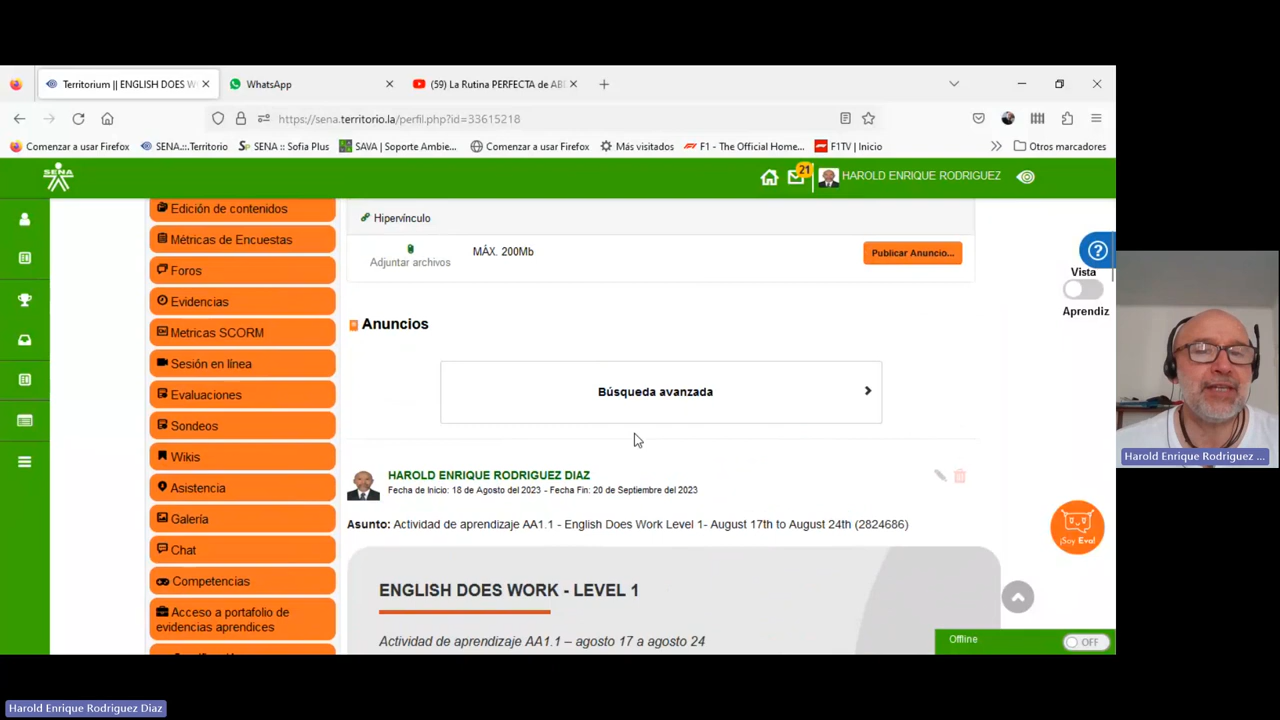 Territorium || ENGLISH DOES W
WhatsApp
(59) La Rutina PERFECTA de AB
https://sena.territorio.la/perfil.php?id=33615218
Comenzar a usar Firefox
SENA.:::.Territorio
SENA :: Sofia Plus
SAVA | Soporte Ambie...
Comenzar a usar Firefox
Más visitados
F1 - The Official Home...
F1TV | Inicio
Otros marcadores
SENA
21
HAROLD ENRIQUE RODRIGUEZ
Edición de contenidos
Métricas de Encuestas
Foros
Evidencias
Metricas SCORM
Sesión en línea
Evaluaciones
Sondeos
Wikis
Asistencia
Galería
Chat
Competencias
Acceso a portafolio de
evidencias aprendices
Hipervínculo
Adjuntar archivos
MÁX. 200Mb
Publicar Anuncio...
Anuncios
Búsqueda avanzada
HAROLD ENRIQUE RODRIGUEZ DIAZ
Fecha de Inicio: 18 de Agosto del 2023 - Fecha Fin: 20 de Septiembre del 2023
Asunto: Actividad de aprendizaje AA1.1 - English Does Work Level 1- August 17th to August 24th (2824686)
ENGLISH DOES WORK - LEVEL 1
Actividad de aprendizaje AA1.1 – agosto 17 a agosto 24
Vista
Aprendiz
¡Soy Eva!
Offline
OFF
Harold Enrique Rodriguez ...
Harold Enrique Rodriguez Diaz